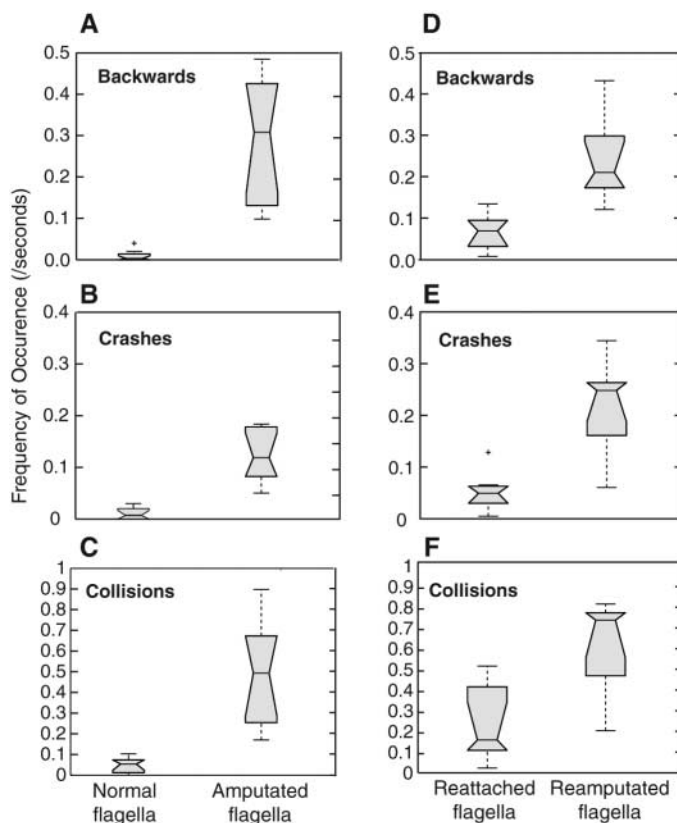 A
D
Frequency of Occurence (/seconds)
0.5
0.4
0.3
0.2
0.1
0.0
Backwards
0.5
0.4
0.3
0.2
0.1
0.0
Backwards
B
E
0.4
0.3
0.2
0.1
0
Crashes
0.4
0.3
0.2
0.1
0
Crashes
C
F
1
0.9
0.8
0.7
0.6
0.5
0.4
0.3
0.2
0.1
0
Collisions
1
0.9
0.8
0.7
0.6
0.5
0.4
0.3
0.2
0.1
0
Collisions
Normal
flagella
Amputated
flagella
Reattached
flagella
Reamputated
flagella